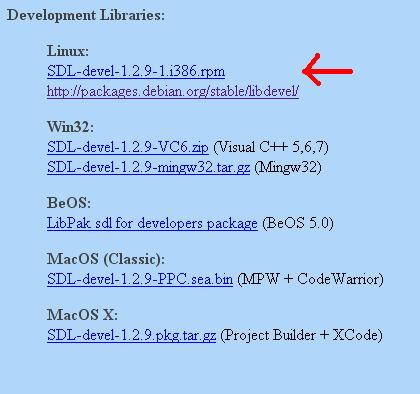 Development Libraries:
Linux:
SDL-devel-1.2.9-1.i386.rpm
http://packages.debian.org/stable/libdevel/
Win32:
SDL-devel-1.2.9-VC6.zip (Visual C++ 5,6,7)
SDL-devel-1.2.9-mingw32.tar.gz (Mingw32)
BeOS:
LibPak sdl for developers package (BeOS 5.0)
MacOS (Classic):
SDL-devel-1.2.9-PPC.sea.bin (MPW + CodeWarrior)
MacOS X:
SDL-devel-1.2.9.pkg.tar.gz (Project Builder + XCode)